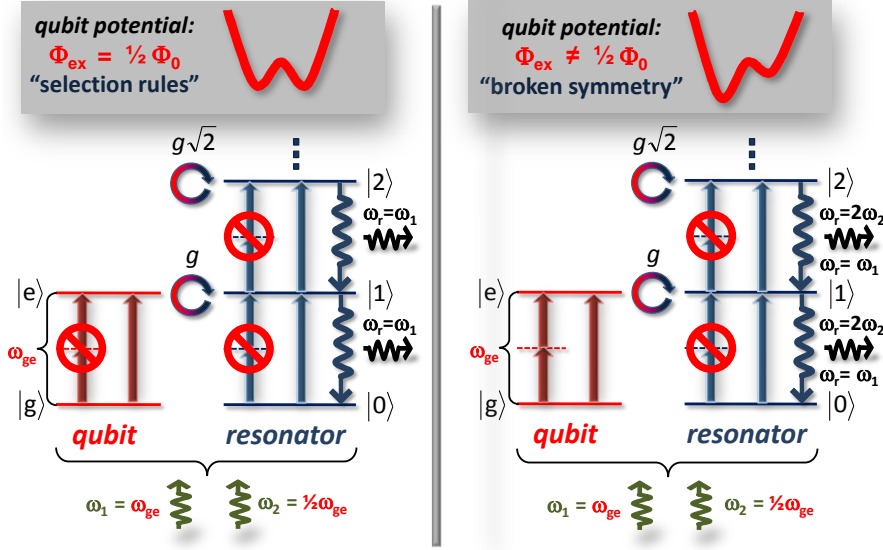 qubit potential:
Φex = ½ Φ0
“selection rules”
g√2
|2⟩
ωr=ω1
g
|e⟩
|1⟩
ωr=ω1
ωge
|g⟩
|0⟩
qubit
resonator
ω1 = ωge
ω2 = ½ωge
qubit potential:
Φex ≠ ½ Φ0
“broken symmetry”
g√2
|2⟩
ωr=2ω2
ωr= ω1
g
|e⟩
|1⟩
ωr=2ω2
ωr= ω1
ωge
|g⟩
|0⟩
qubit
resonator
ω1 = ωge
ω2 = ½ωge